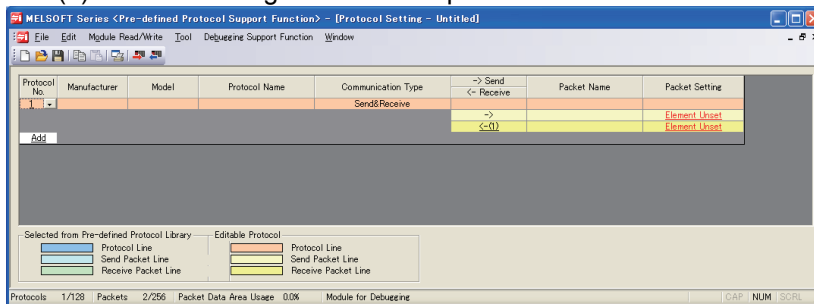 MELSOFT Series <Pre-defined Protocol Support Function> - [Protocol Setting - Untitled]
File Edit Module Read/Write Tool Debugging Support Function Window
Protocol No. Manufacturer Model Protocol Name Communication Type -> Send <- Receive Packet Name Packet Setting
1 Send&Receive
-> Element Unset
<-(1) Element Unset
Add
Selected from Pre-defined Protocol Library Editable Protocol
Protocol Line Protocol Line
Send Packet Line Send Packet Line
Receive Packet Line Receive Packet Line
Protocols 1/128 Packets 2/256 Packet Data Area Usage 0.0% Module for Debugging CAP NUM SCRL